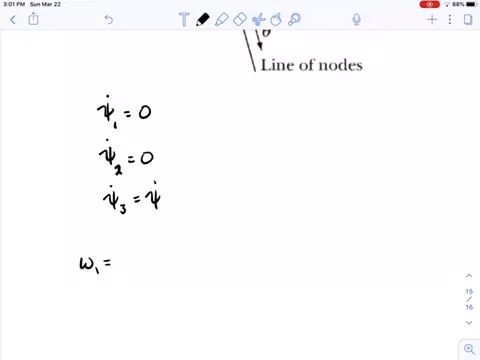 3:01 PM Sun Mar 22
88%
θ
Line of nodes
ψ̇₁ = 0
ψ̇₂ = 0
ψ̇₃ = ψ̇
ω₁ =
15
/
16